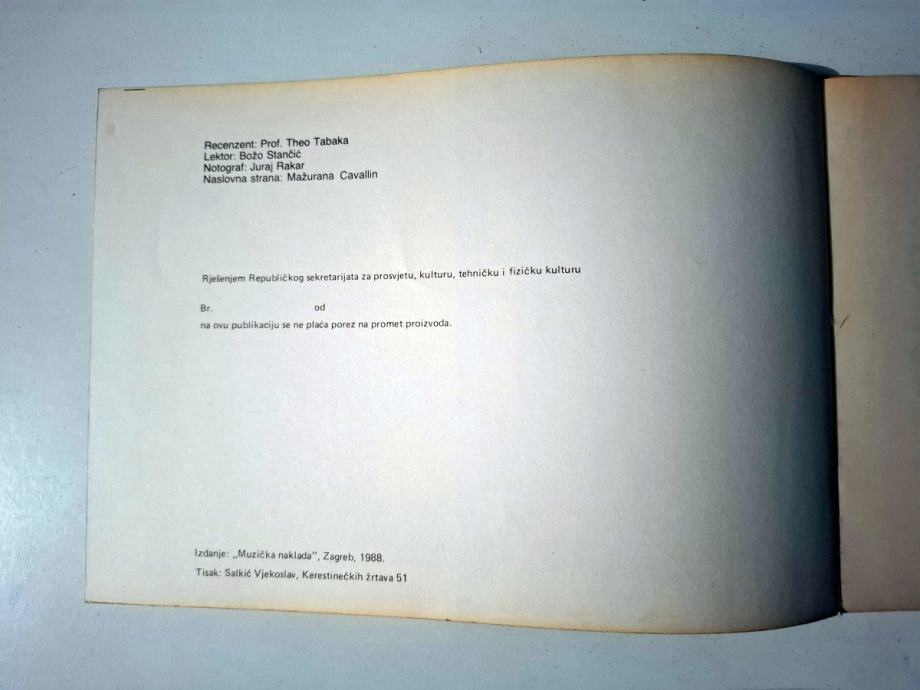 Recenzent: Prof. Theo Tabaka
Lektor: Božo Stančić
Notograf: Juraj Rakar
Naslovna strana: Mažurana Cavallin
Rješenjem Republičkog sekretarijata za prosvjetu, kulturu, tehničku i fizičku kulturu
Br. od
na ovu publikaciju se ne plaća porez na promet proizvoda.
Izdanje: „Muzička naklada”, Zagreb, 1988.
Tisak: Salkić Vjekoslav, Kerestinečkih žrtava 51